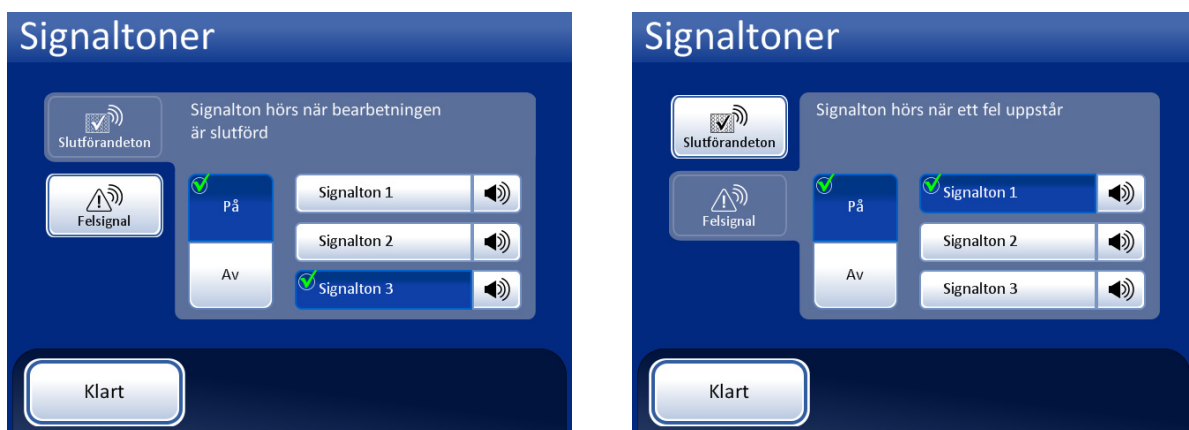 Signaltoner
Slutförandeton
Signalton hörs när bearbetningen
är slutförd
Felsignal
På
Av
Signalton 1
Signalton 2
Signalton 3
Klart
Signaltoner
Slutförandeton
Signalton hörs när ett fel uppstår
Felsignal
På
Av
Signalton 1
Signalton 2
Signalton 3
Klart